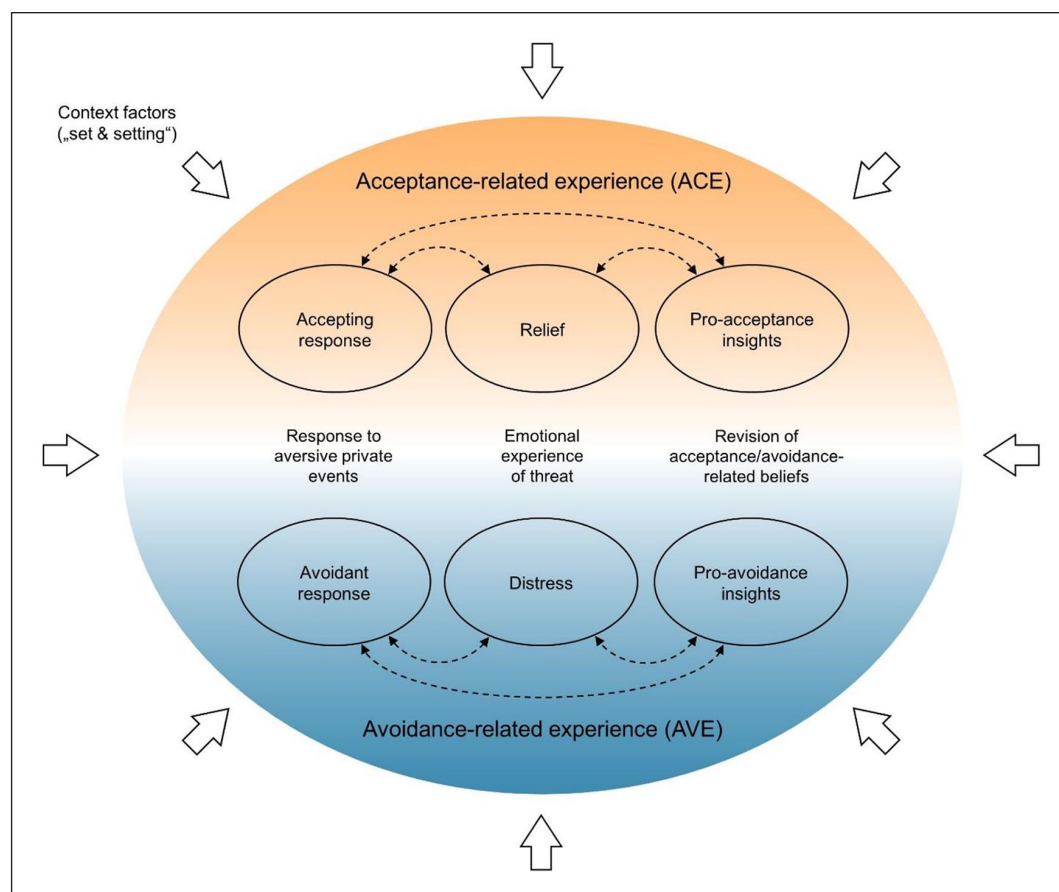 Context factors
(„set & setting“)
Acceptance-related experience (ACE)
Accepting
response
Relief
Pro-acceptance
insights
Response to
aversive private
events
Emotional
experience
of threat
Revision of
acceptance/avoidance-
related beliefs
Avoidant
response
Distress
Pro-avoidance
insights
Avoidance-related experience (AVE)